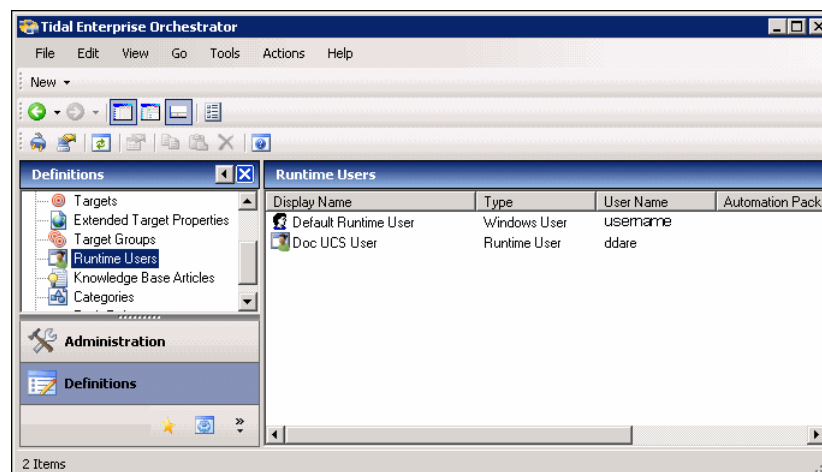 Tidal Enterprise Orchestrator
File Edit View Go Tools Actions Help
New
Definitions
Targets
Extended Target Properties
Target Groups
Runtime Users
Knowledge Base Articles
Categories
Administration
Definitions
Runtime Users
Display Name Type User Name Automation Pack
Default Runtime User Windows User username
Doc UCS User Runtime User ddare
2 Items